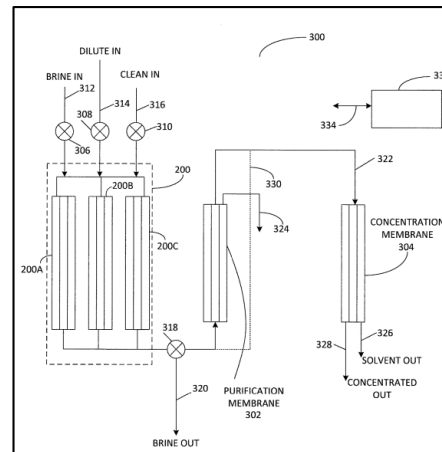 300
DILUTE IN
BRINE IN
CLEAN IN
312
314
316
308
306
310
33
334
200
200B
200A
200C
330
324
322
CONCENTRATION
MEMBRANE
304
318
320
PURIFICATION
MEMBRANE
302
328
326
SOLVENT OUT
CONCENTRATED
OUT
BRINE OUT